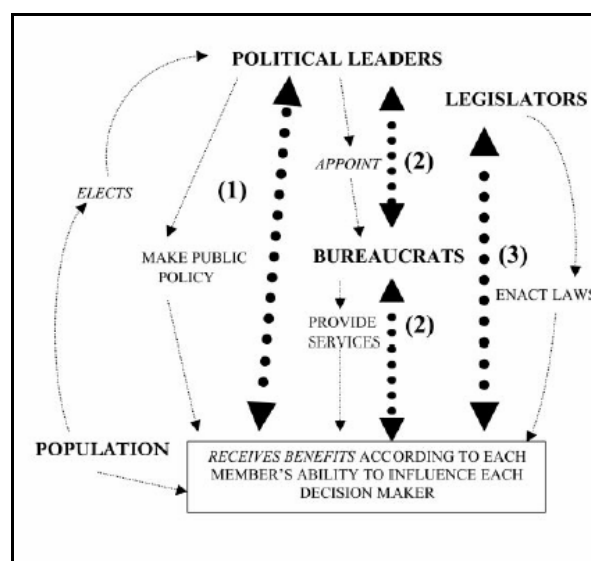 POLITICAL LEADERS
LEGISLATORS
ELECTS
(1)
APPOINT
(2)
MAKE PUBLIC
POLICY
BUREAUCRATS
(3)
ENACT LAWS
PROVIDE
SERVICES
(2)
POPULATION
RECEIVES BENEFITS ACCORDING TO EACH
MEMBER'S ABILITY TO INFLUENCE EACH
DECISION MAKER